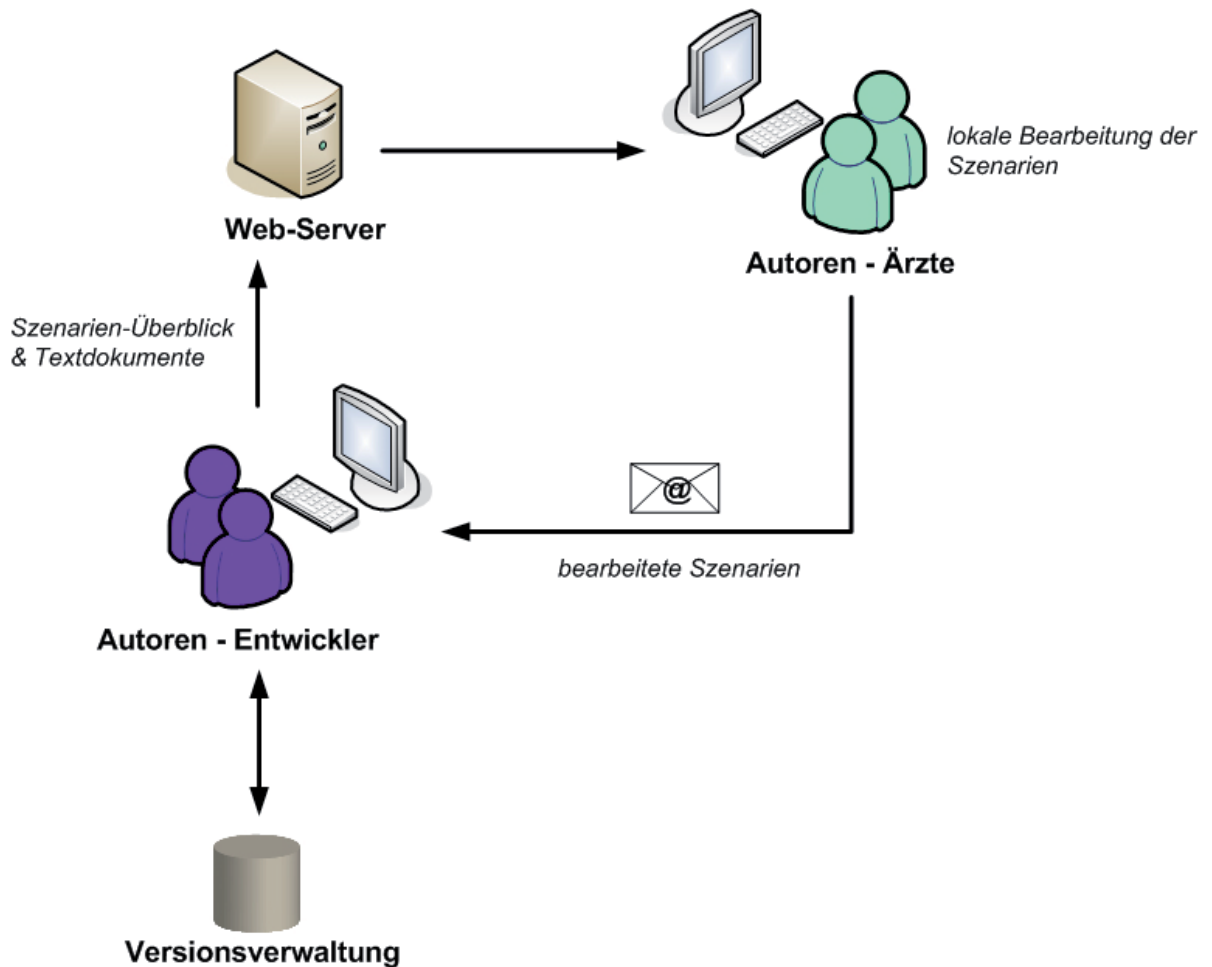 lokale Bearbeitung der
Szenarien
Web-Server
Autoren - Ärzte
Szenarien-Überblick
& Textdokumente
@
bearbeitete Szenarien
Autoren - Entwickler
Versionsverwaltung